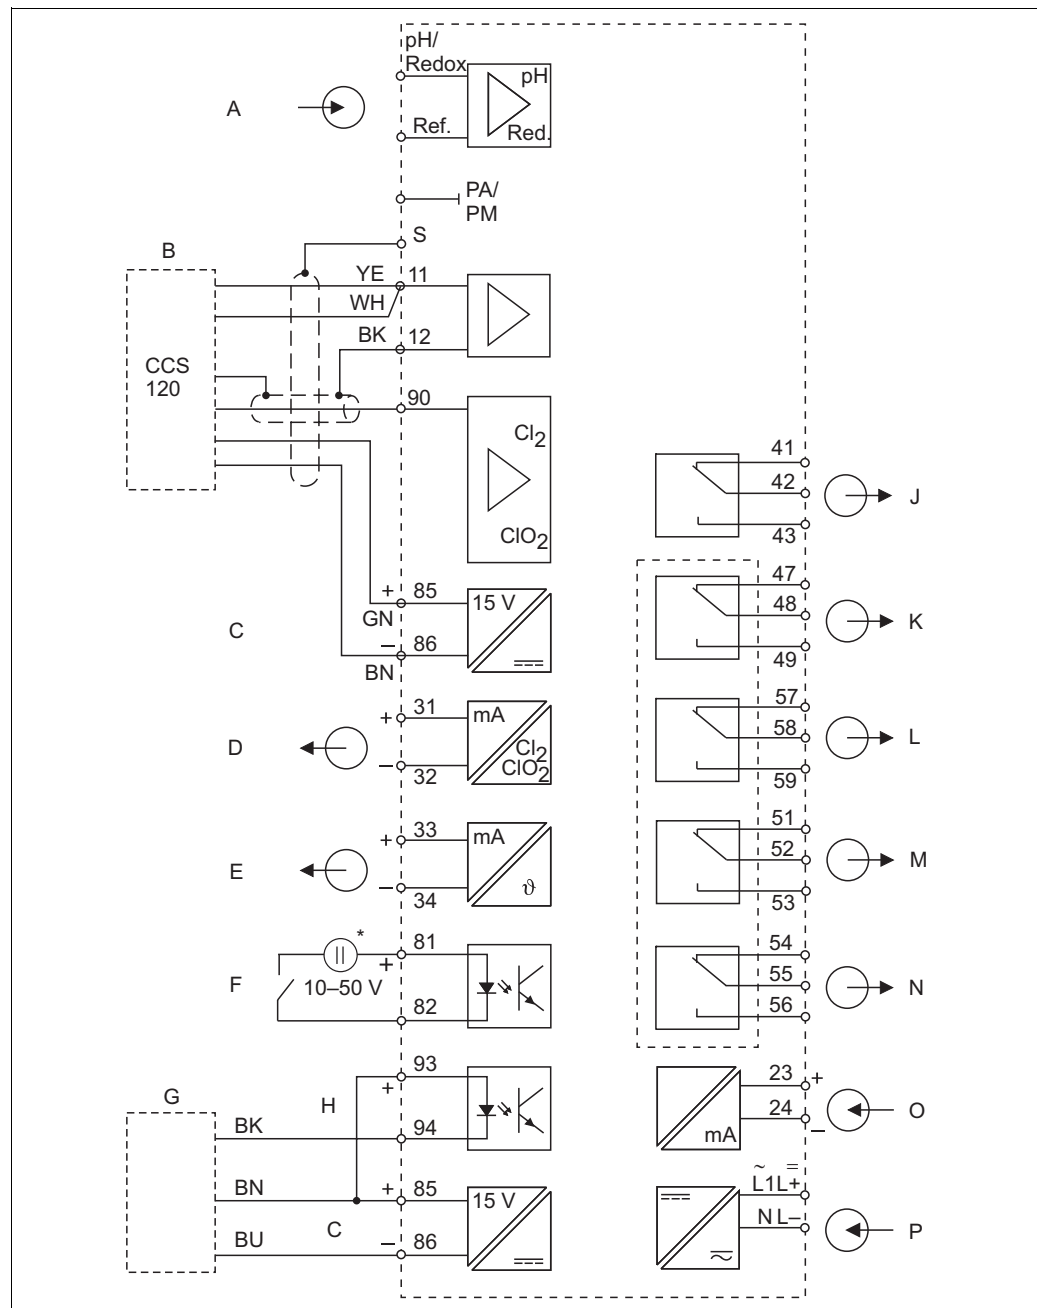 pH/
Redox
pH
A
Ref.
Red.
PA/
PM
S
B
YE
11
WH
BK
12
CCS
120
90
Cl2
ClO2
41
42
J
43
47
+
85
15 V
48
K
GN
C
–
86
49
BN
31
57
+
mA
D
58
L
Cl2
ClO2
–
32
59
33
51
+
mA
E
52
M
–
34
ϑ
53
81
54
*
+
F
10–50 V
55
N
82
56
93
23
+
+
G
H
O
BK
94
24
–
mA
~ =
L1 L+
BN
+
85
15 V
N L–
P
C
BU
–
86
≂